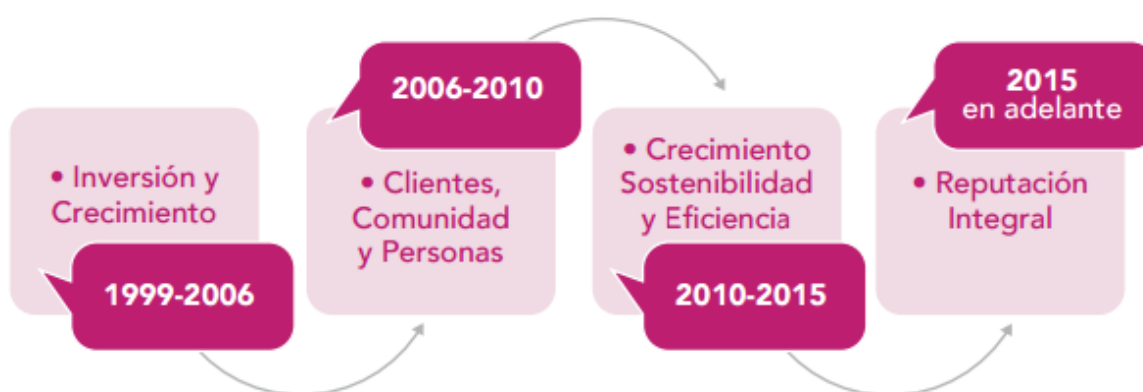 • Inversión y
Crecimiento
1999-2006
2006-2010
• Clientes,
Comunidad
y Personas
• Crecimiento
Sostenibilidad
y Eficiencia
2010-2015
2015
en adelante
• Reputación
Integral